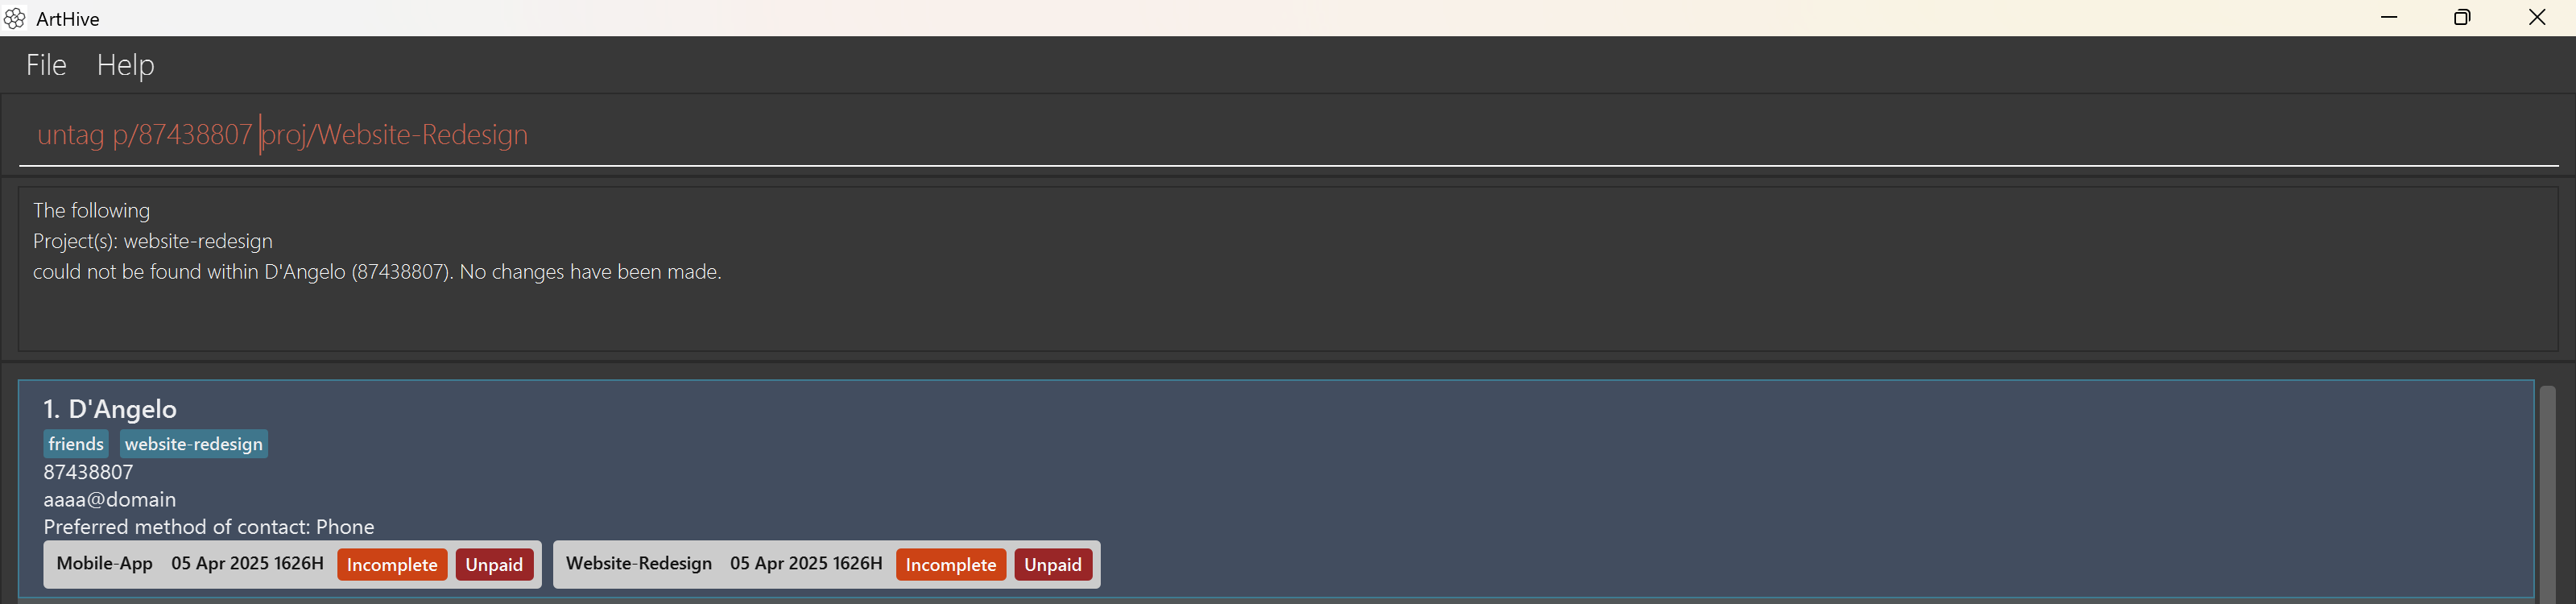 ArtHive
File Help
untag p/87438807 proj/Website-Redesign
The following
Project(s): website-redesign
could not be found within D'Angelo (87438807). No changes have been made.
1. D'Angelo
friends website-redesign
87438807
aaaa@domain
Preferred method of contact: Phone
Mobile-App 05 Apr 2025 1626H Incomplete Unpaid Website-Redesign 05 Apr 2025 1626H Incomplete Unpaid